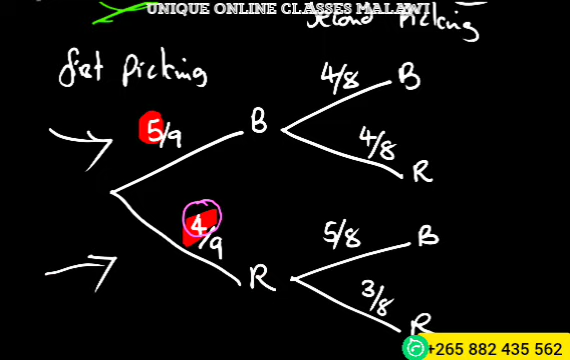 UNIQUE ONLINE CLASSES MALAWI
Second Picking
first Picking
4/8 B
5/9 B
4/8
R
4/9
5/8 B
R
3/8
R
+265 882 435 562